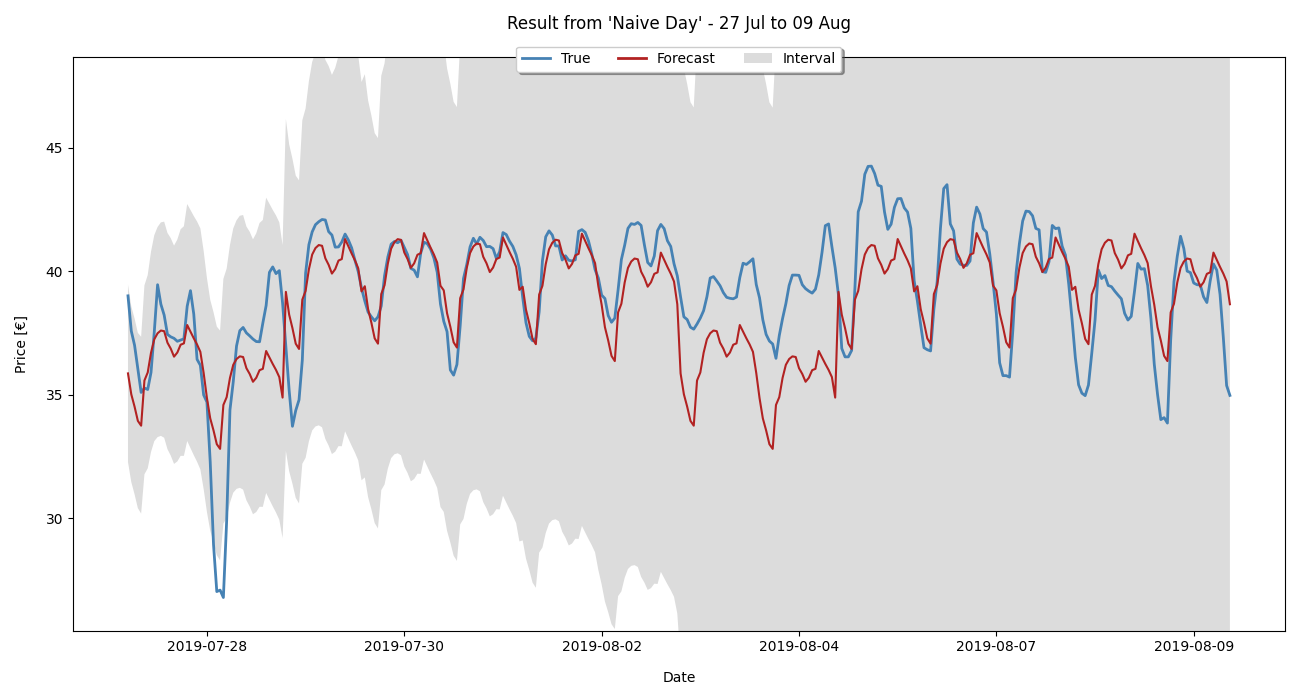 Result from 'Naive Day' - 27 Jul to 09 Aug
True Forecast Interval
Price [€]
45
40
35
30
2019-07-28 2019-07-30 2019-08-02 2019-08-04 2019-08-07 2019-08-09
Date